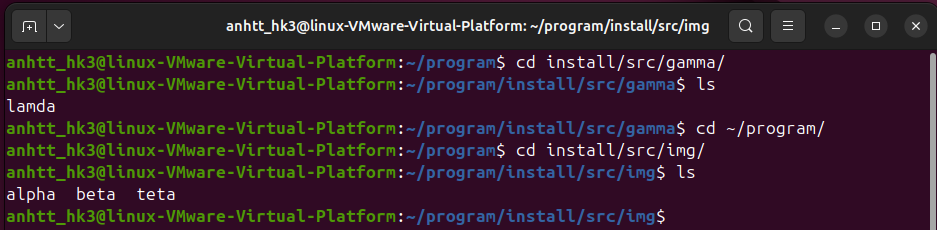 anhtt_hk3@linux-VMware-Virtual-Platform: ~/program/install/src/img
anhtt_hk3@linux-VMware-Virtual-Platform:~/program$ cd install/src/gamma/
anhtt_hk3@linux-VMware-Virtual-Platform:~/program/install/src/gamma$ ls
lamda
anhtt_hk3@linux-VMware-Virtual-Platform:~/program/install/src/gamma$ cd ~/program/
anhtt_hk3@linux-VMware-Virtual-Platform:~/program$ cd install/src/img/
anhtt_hk3@linux-VMware-Virtual-Platform:~/program/install/src/img$ ls
alpha  beta  teta
anhtt_hk3@linux-VMware-Virtual-Platform:~/program/install/src/img$